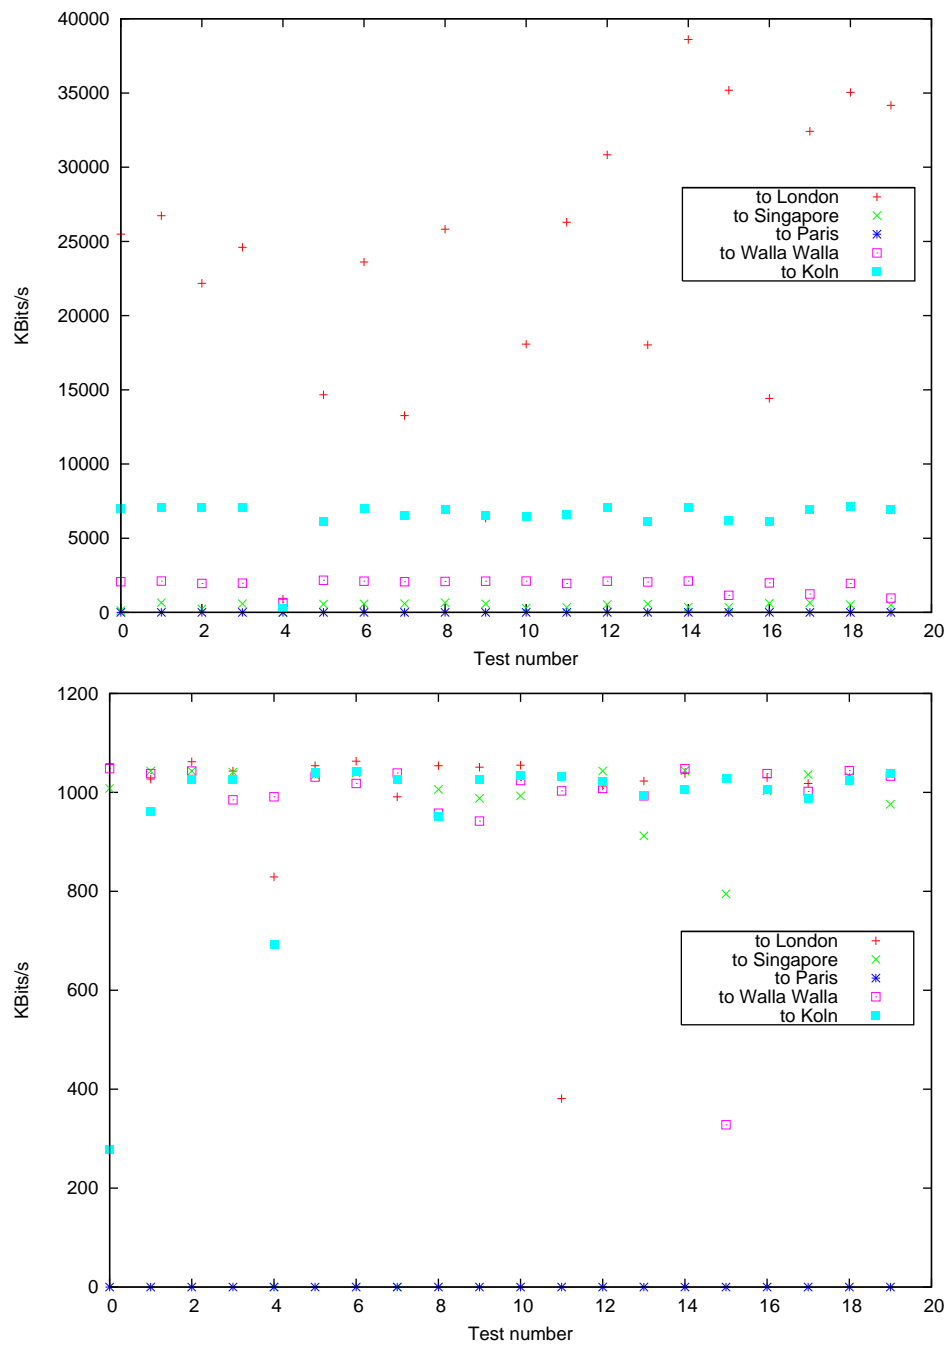 40000
35000
30000
25000
20000
15000
10000
5000
0
KBits/s
to London
to Singapore
to Paris
to Walla Walla
to Koln
0 2 4 6 8 10 12 14 16 18 20
Test number
1200
1000
800
600
400
200
0
KBits/s
to London
to Singapore
to Paris
to Walla Walla
to Koln
0 2 4 6 8 10 12 14 16 18 20
Test number